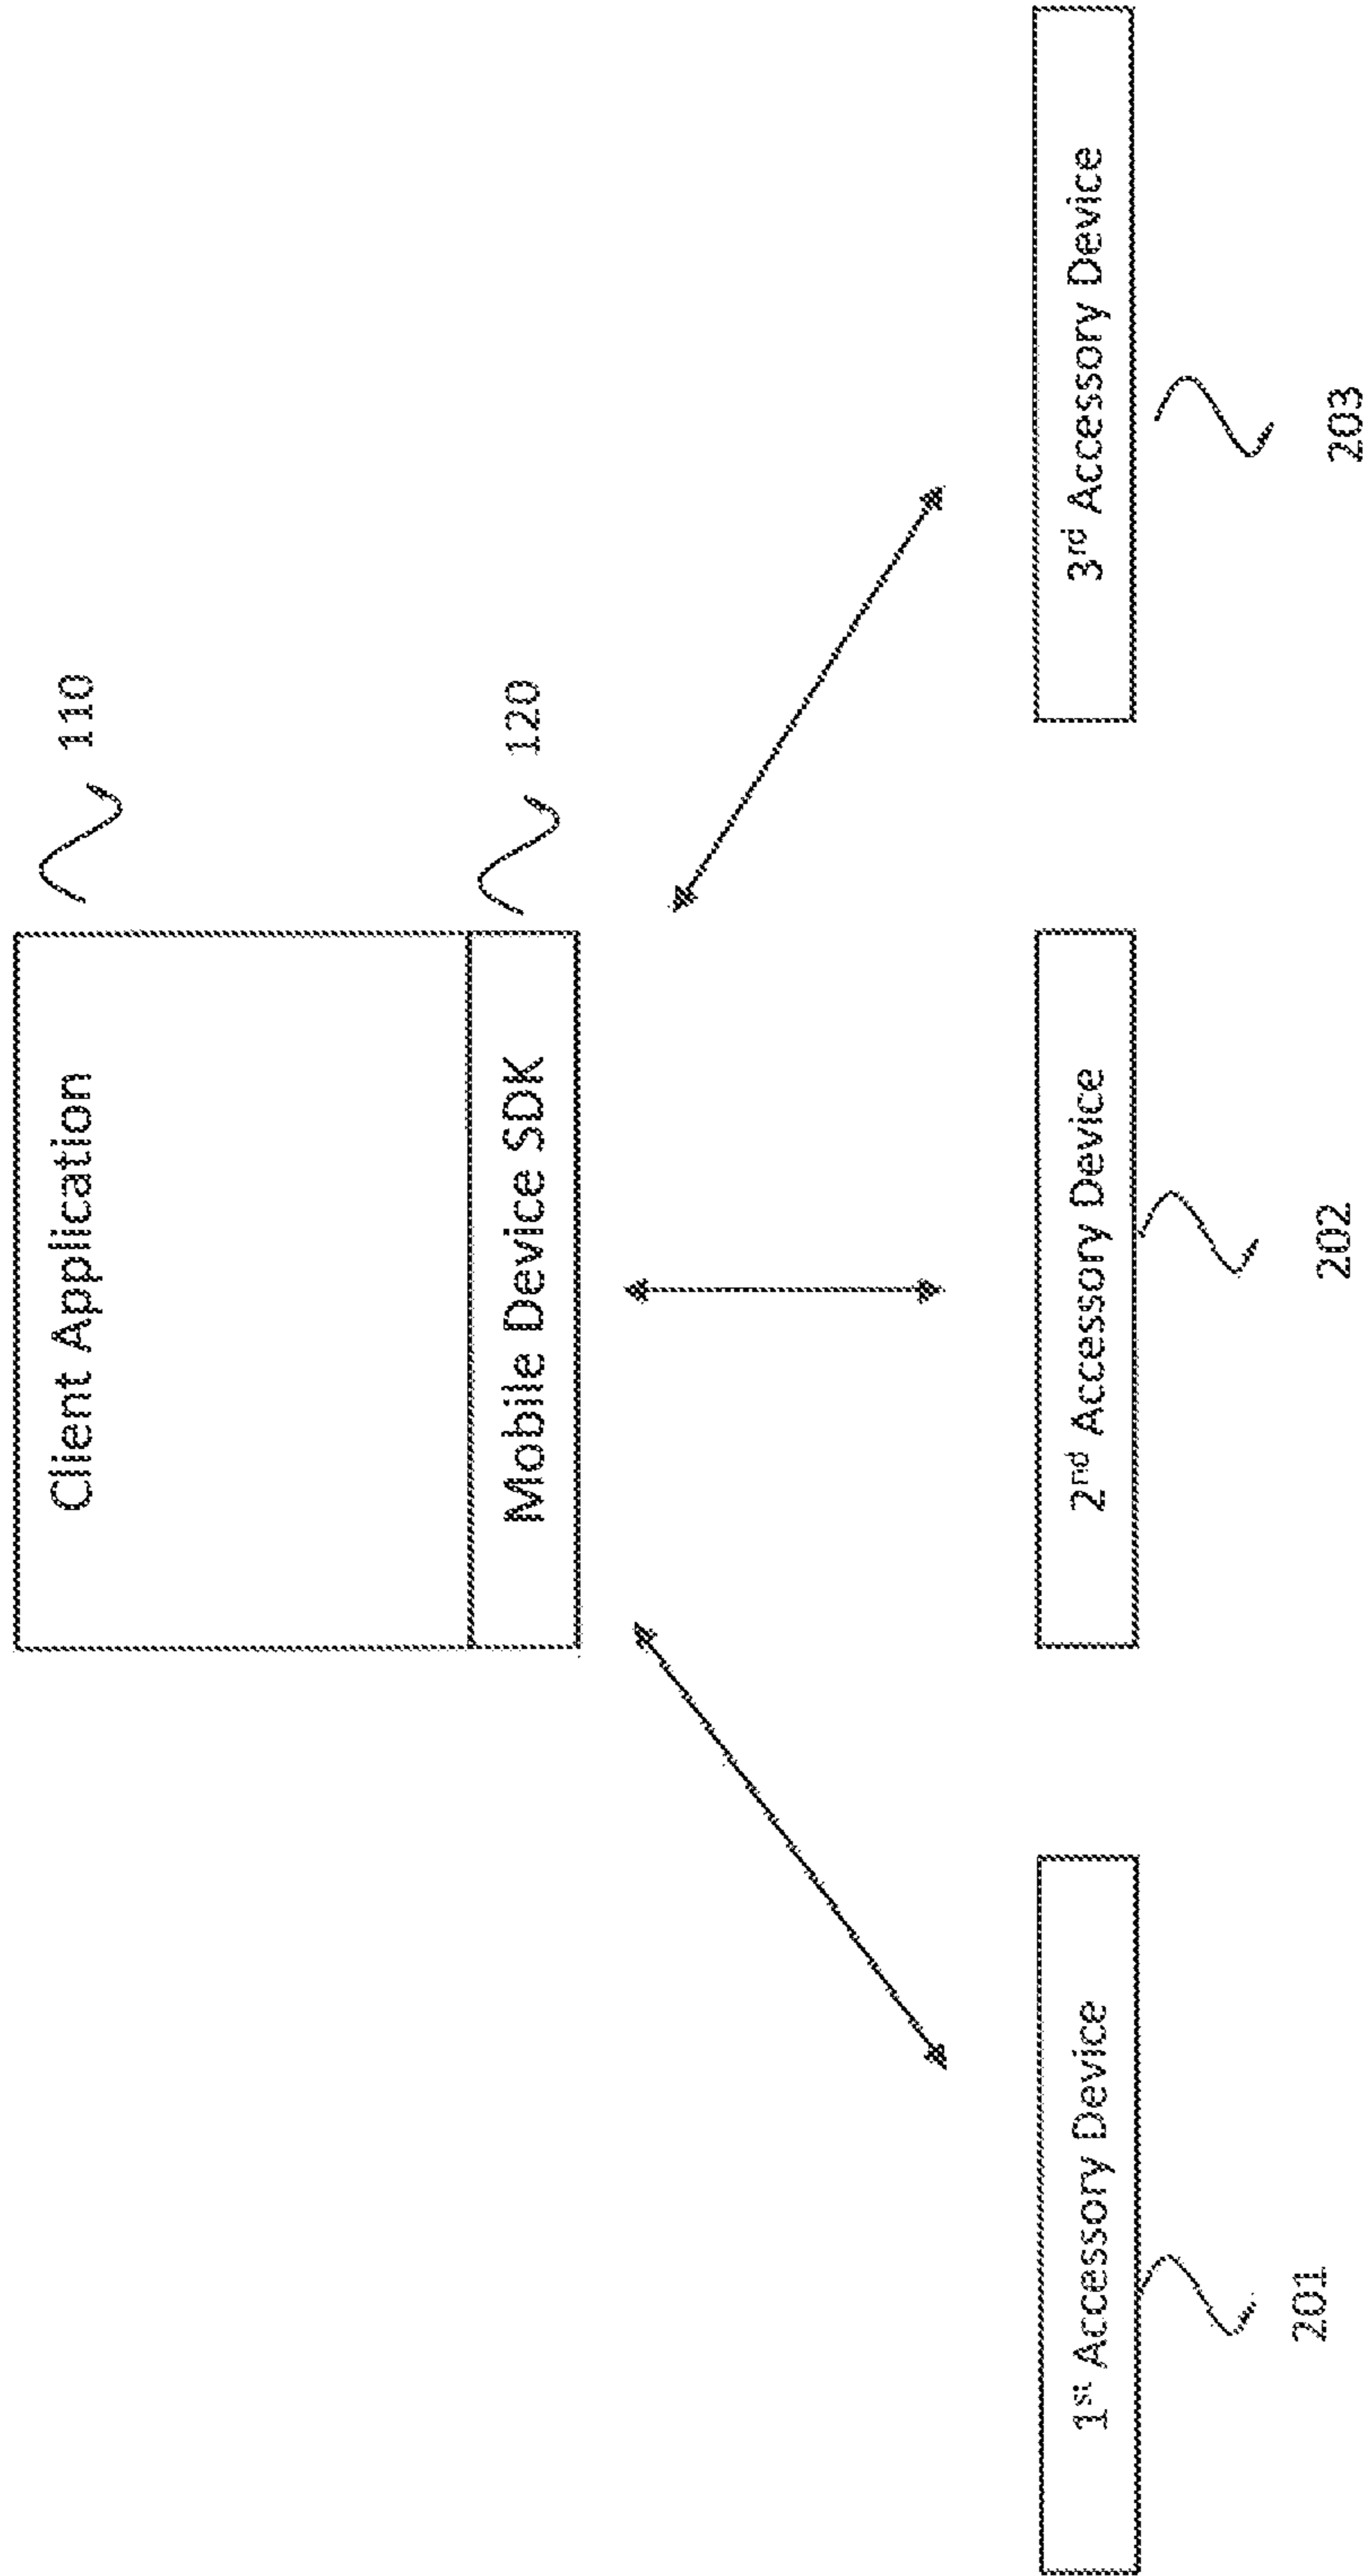 Client Application
110
Mobile Device SDK
120
1st Accessory Device
2nd Accessory Device
3rd Accessory Device
201
202
203